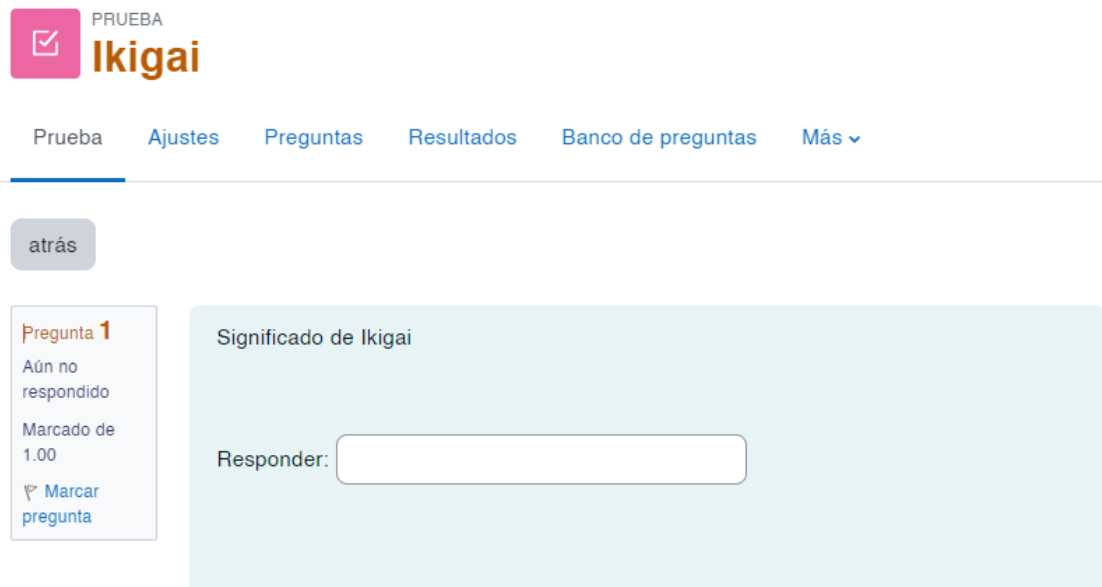 PRUEBA
Ikigai
Prueba Ajustes Preguntas Resultados Banco de preguntas Más
atrás
Pregunta 1
Aún no
respondido
Marcado de
1.00
Marcar
pregunta
Significado de Ikigai
Responder: